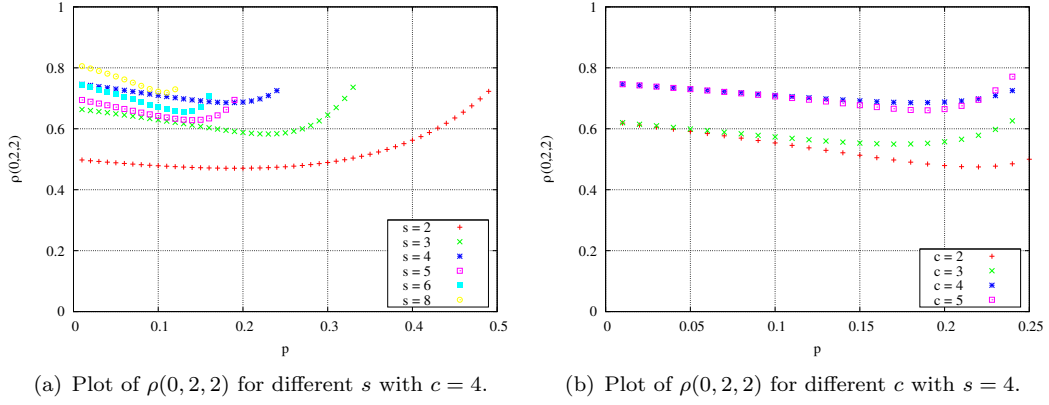 1
0.8
0.6
0.4
0.2
0
ρ(0,2,2)
s = 2
s = 3
s = 4
s = 5
s = 6
s = 8
0 0.1 0.2 0.3 0.4 0.5
p
(a) Plot of ρ(0, 2, 2) for different s with c = 4.
1
0.8
0.6
0.4
0.2
0
ρ(0,2,2)
c = 2
c = 3
c = 4
c = 5
0 0.05 0.1 0.15 0.2 0.25
p
(b) Plot of ρ(0, 2, 2) for different c with s = 4.